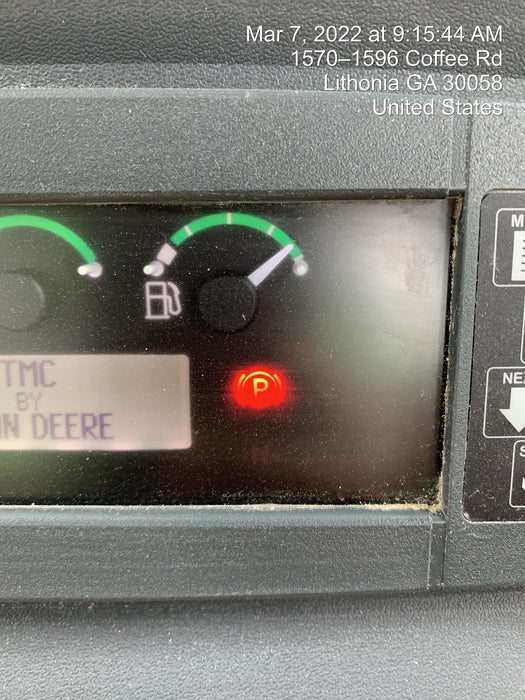 Mar 7, 2022 at 9:15:44 AM
1570–1596 Coffee Rd
Lithonia GA 30058
United States
M
TMC
BY
N DEERE
P
NEX
S